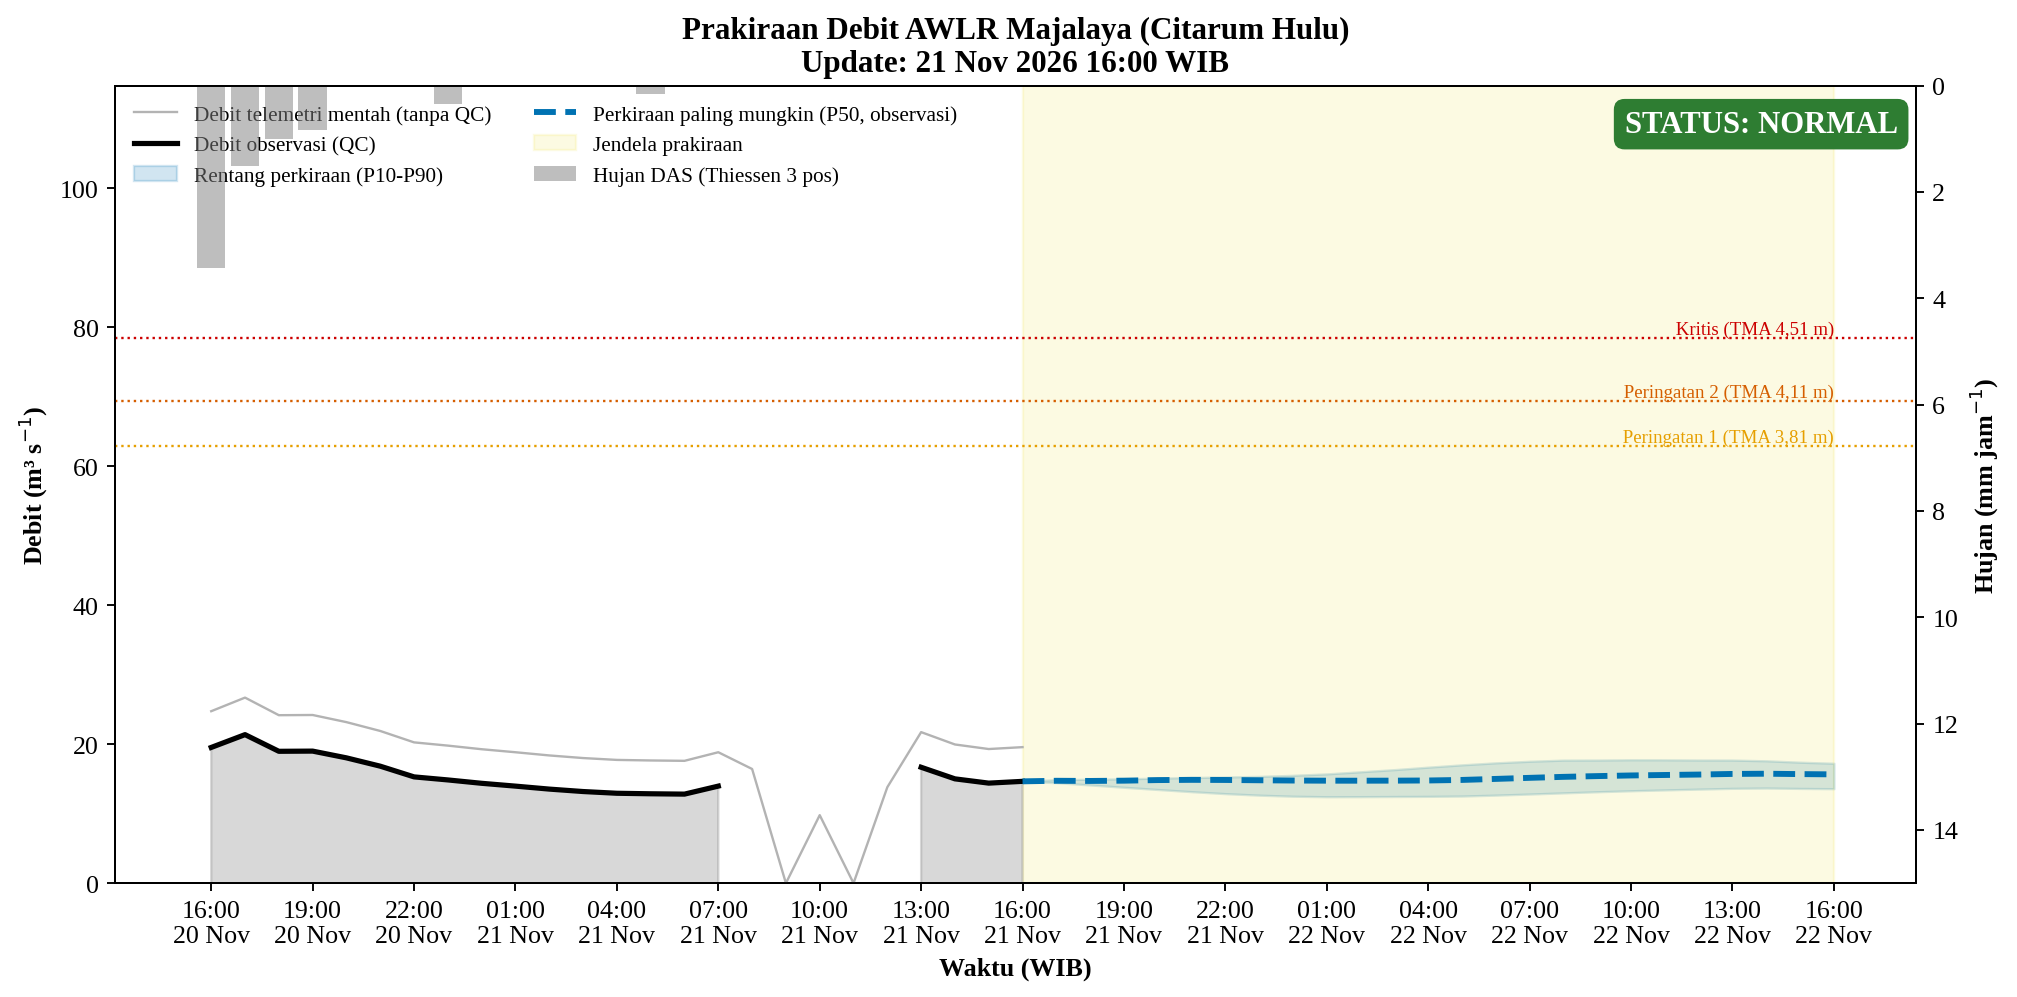 Prakiraan Debit AWLR Majalaya (Citarum Hulu)
Update: 21 Nov 2026 16:00 WIB
Debit telemetri mentah (tanpa QC)
Debit observasi (QC)
Rentang perkiraan (P10-P90)
Perkiraan paling mungkin (P50, observasi)
Jendela prakiraan
Hujan DAS (Thiessen 3 pos)
STATUS: NORMAL
Kritis (TMA 4,51 m)
Peringatan 2 (TMA 4,11 m)
Peringatan 1 (TMA 3,81 m)
Debit (m³ s⁻¹)
100
80
60
40
20
0
Hujan (mm jam⁻¹)
0
2
4
6
8
10
12
14
16:00 19:00 22:00 01:00 04:00 07:00 10:00 13:00 16:00 19:00 22:00 01:00 04:00 07:00 10:00 13:00 16:00
20 Nov 20 Nov 20 Nov 21 Nov 21 Nov 21 Nov 21 Nov 21 Nov 21 Nov 21 Nov 21 Nov 22 Nov 22 Nov 22 Nov 22 Nov 22 Nov 22 Nov
Waktu (WIB)